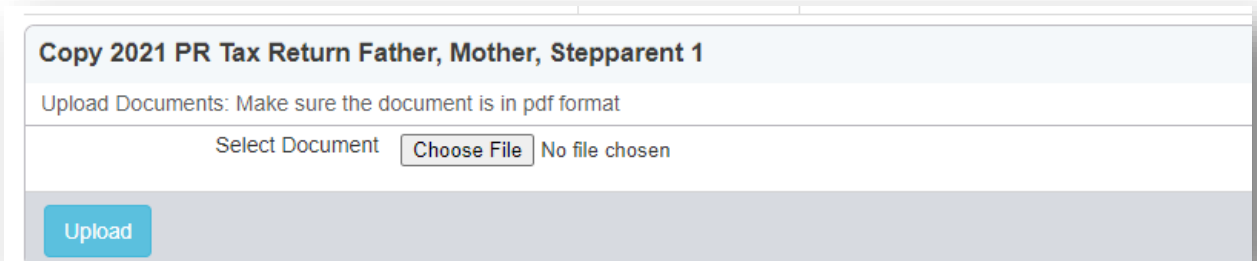 Copy 2021 PR Tax Return Father, Mother, Stepparent 1
Upload Documents: Make sure the document is in pdf format
Select Document Choose File No file chosen
Upload